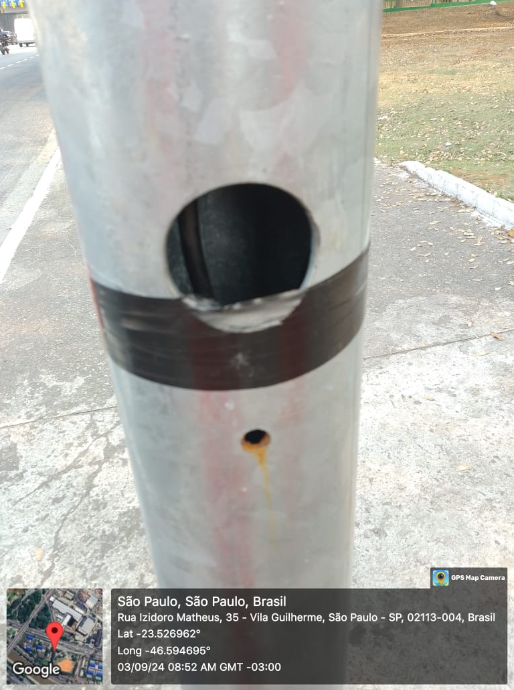 GPS Map Camera
São Paulo, São Paulo, Brasil
Rua Izidoro Matheus, 35 - Vila Guilherme, São Paulo - SP, 02113-004, Brasil
Lat -23.526962°
Long -46.594695°
03/09/24 08:52 AM GMT -03:00
Google